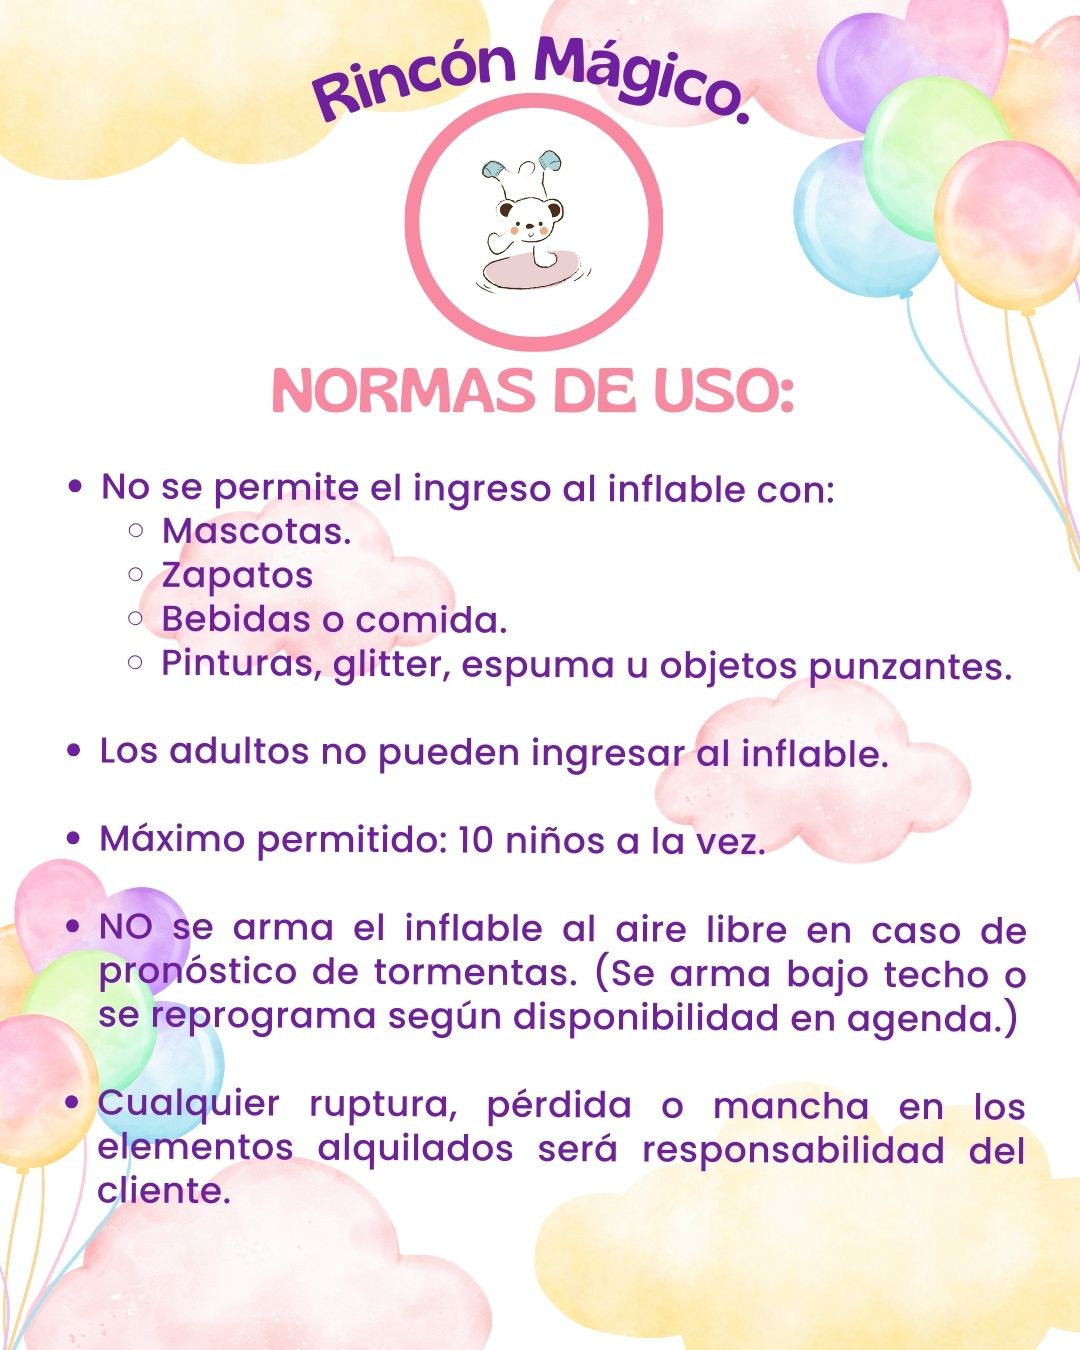 Rincón Mágico.
NORMAS DE USO:
• No se permite el ingreso al inflable con:
○ Mascotas.
○ Zapatos
○ Bebidas o comida.
○ Pinturas, glitter, espuma u objetos punzantes.
• Los adultos no pueden ingresar al inflable.
• Máximo permitido: 10 niños a la vez.
• NO se arma el inflable al aire libre en caso de
pronóstico de tormentas. (Se arma bajo techo o
se reprograma según disponibilidad en agenda.)
• Cualquier ruptura, pérdida o mancha en los
elementos alquilados será responsabilidad del
cliente.